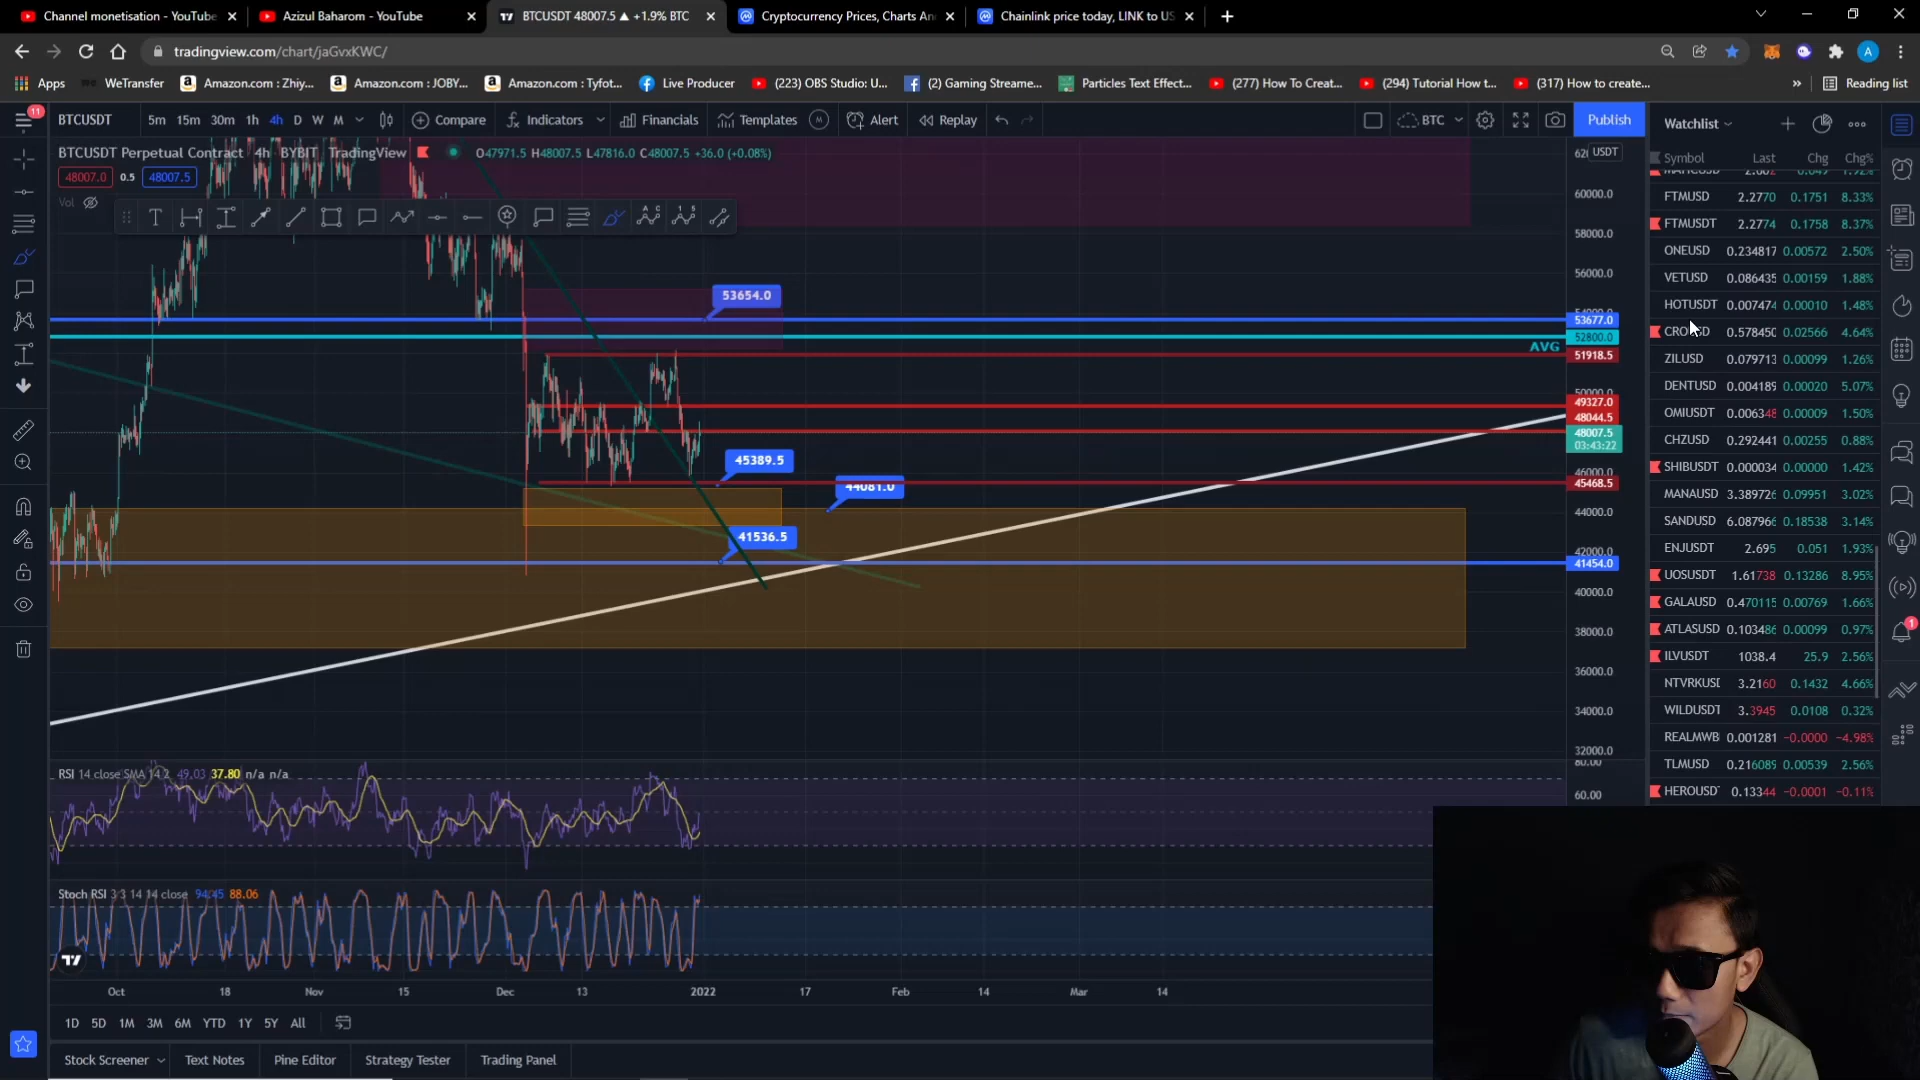 Channel monetisation - YouTube
Azizul Baharom - YouTube
BTCUSDT 48007.5 ▲ +1.9% BTC
Cryptocurrency Prices, Charts An
Chainlink price today, LINK to US
tradingview.com/chart/jaGvxKWC/
Apps
WeTransfer
Amazon.com : Zhiy...
Amazon.com : JOBY...
Amazon.com : Tyfot...
Live Producer
(223) OBS Studio: U...
(2) Gaming Streame...
Particles Text Effect...
(277) How To Creat...
(294) Tutorial How t...
(317) How to create...
Reading list
11
BTCUSDT 5m 15m 30m 1h 4h D W M Compare Indicators Financials Templates M Alert Replay BTC Publish
BTCUSDT Perpetual Contract 4h BYBIT TradingView O47971.5 H48007.5 L47816.0 C48007.5 +36.0 (+0.08%)
48007.0 0.5 48007.5
Vol
USDT
60000.0
58000.0
56000.0
53654.0
53677.0
52800.0
AVG
51918.5
50000.0
49327.0
48044.5
48007.5
03:43:22
46000.0
45389.5
45468.5
44081.0
44000.0
41536.5
42000.0
41454.0
40000.0
38000.0
36000.0
34000.0
32000.0
RSI 14 close SMA 14 2 49.03 37.80 n/a n/a
80.00
60.00
Stoch RSI 3 3 14 14 close 94.45 88.06
Oct 18 Nov 15 Dec 13 2022 17 Feb 14 Mar 14
1D 5D 1M 3M 6M YTD 1Y 5Y All
Stock Screener Text Notes Pine Editor Strategy Tester Trading Panel
Watchlist
Symbol Last Chg Chg%
FTMUSD 2.2770 0.1751 8.33%
FTMUSDT 2.2774 0.1758 8.37%
ONEUSD 0.234817 0.00572 2.50%
VETUSD 0.086435 0.00159 1.88%
HOTUSDT 0.007474 0.00010 1.48%
0.578450 0.02566 4.64%
ZILUSD 0.079713 0.00099 1.26%
DENTUSD 0.004189 0.00020 5.07%
OMIUSDT 0.006348 0.00009 1.50%
CHZUSD 0.292441 0.00255 0.88%
SHIBUSDT 0.000034 0.00000 1.42%
MANAUSD 3.389726 0.09951 3.02%
SANDUSD 6.087966 0.18538 3.14%
ENJUSDT 2.695 0.051 1.93%
UOSUSDT 1.61738 0.13286 8.95%
GALAUSD 0.470115 0.00769 1.66%
ATLASUSD 0.103486 0.00099 0.97%
ILVUSDT 1038.4 25.9 2.56%
NTVRKUSI 3.2160 0.1432 4.66%
WILDUSDT 3.3945 0.0108 0.32%
REALMWB 0.001281 −0.0000 −4.98%
TLMUSD 0.216089 0.00539 2.56%
HEROUSD 0.13344 −0.0001 −0.11%
1